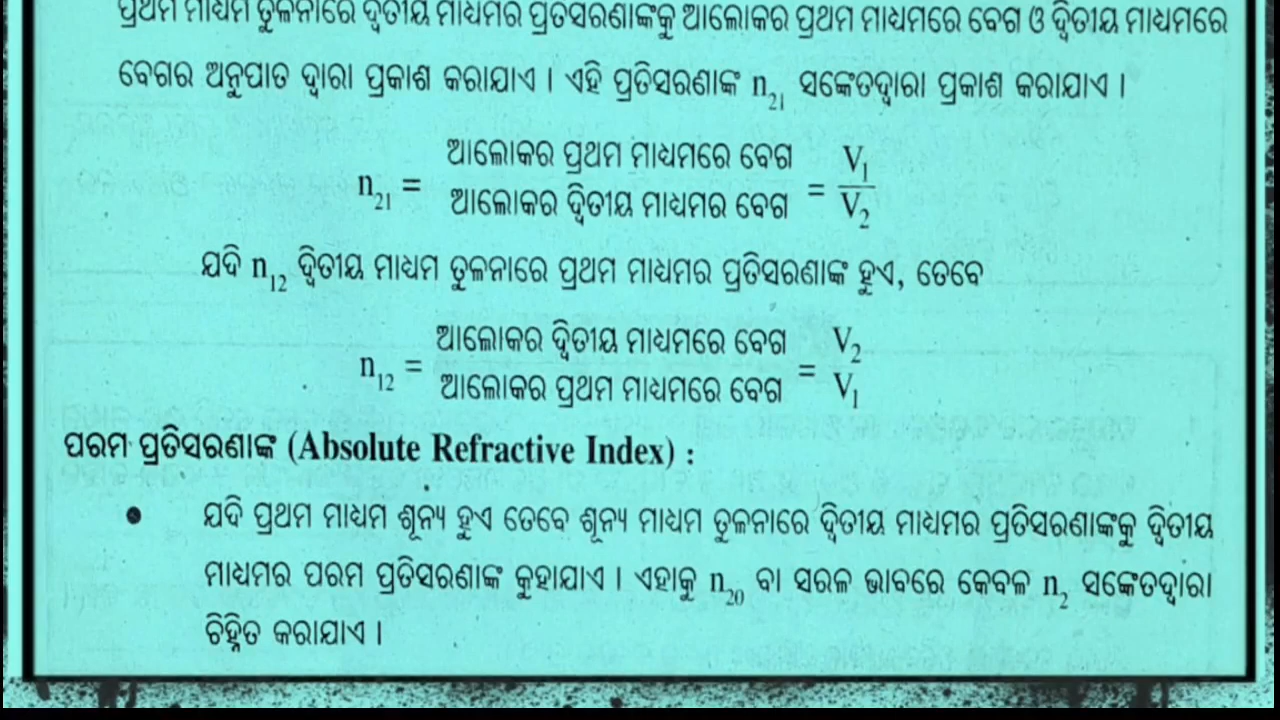 ପ୍ରଥମ ମାଧ୍ୟମ ତୁଳନାରେ ଦ୍ୱିତୀୟ ମାଧ୍ୟମର ପ୍ରତିସରଣାଙ୍କକୁ ଆଲୋକର ପ୍ରଥମ ମାଧ୍ୟମରେ ବେଗ ଓ ଦ୍ୱିତୀୟ ମାଧ୍ୟମରେ
ବେଗର ଅନୁପାତ ଦ୍ୱାରା ପ୍ରକାଶ କରାଯାଏ । ଏହି ପ୍ରତିସରଣାଙ୍କ n₂₁ ସଙ୍କେତଦ୍ୱାରା ପ୍ରକାଶ କରାଯାଏ ।
n₂₁ = ଆଲୋକର ପ୍ରଥମ ମାଧ୍ୟମରେ ବେଗ / ଆଲୋକର ଦ୍ୱିତୀୟ ମାଧ୍ୟମର ବେଗ = V₁ / V₂
ଯଦି n₁₂ ଦ୍ୱିତୀୟ ମାଧ୍ୟମ ତୁଳନାରେ ପ୍ରଥମ ମାଧ୍ୟମର ପ୍ରତିସରଣାଙ୍କ ହୁଏ, ତେବେ
n₁₂ = ଆଲୋକର ଦ୍ୱିତୀୟ ମାଧ୍ୟମରେ ବେଗ / ଆଲୋକର ପ୍ରଥମ ମାଧ୍ୟମରେ ବେଗ = V₂ / V₁
ପରମ ପ୍ରତିସରଣାଙ୍କ (Absolute Refractive Index) :
● ଯଦି ପ୍ରଥମ ମାଧ୍ୟମ ଶୂନ୍ୟ ହୁଏ ତେବେ ଶୂନ୍ୟ ମାଧ୍ୟମ ତୁଳନାରେ ଦ୍ୱିତୀୟ ମାଧ୍ୟମର ପ୍ରତିସରଣାଙ୍କକୁ ଦ୍ୱିତୀୟ
ମାଧ୍ୟମର ପରମ ପ୍ରତିସରଣାଙ୍କ କୁହାଯାଏ । ଏହାକୁ n₂₀ ବା ସରଳ ଭାବରେ କେବଳ n₂ ସଙ୍କେତଦ୍ୱାରା
ଚିହ୍ନିତ କରାଯାଏ ।